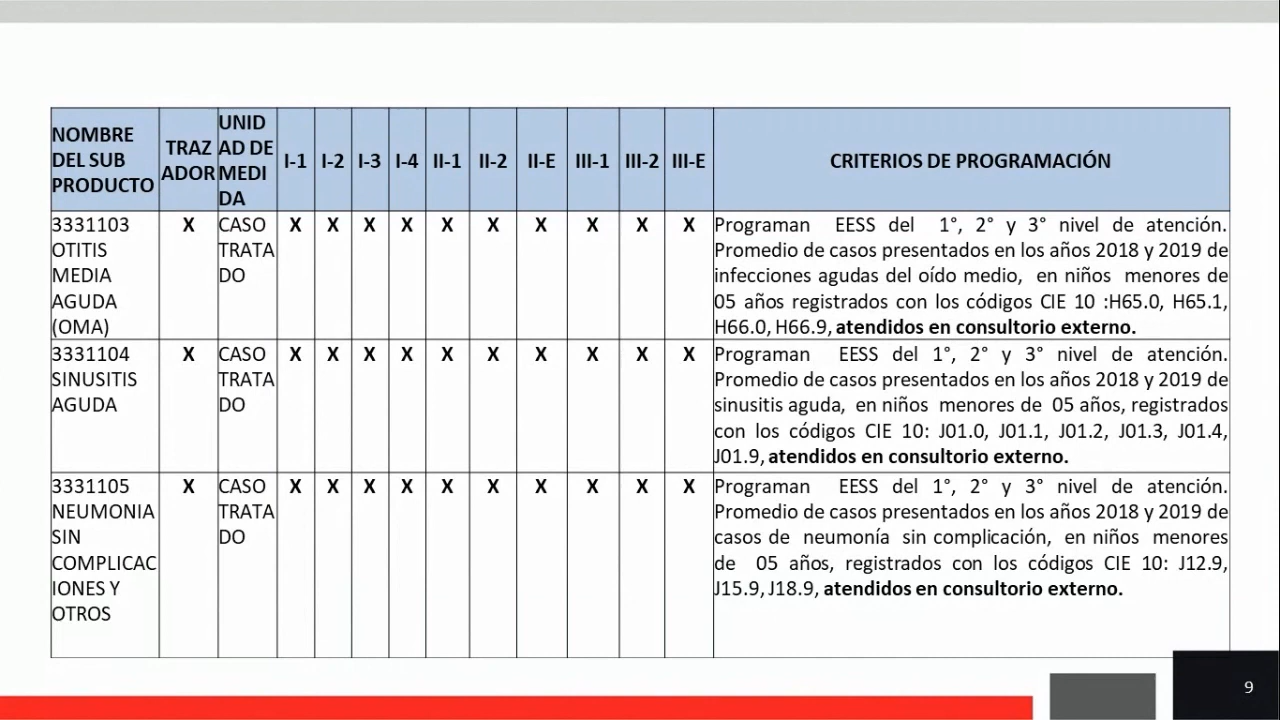 NOMBRE
DEL SUB
PRODUCTO
TRAZ
ADOR
UNID
AD DE
MEDI
DA
I-1
I-2
I-3
I-4
II-1
II-2
II-E
III-1
III-2
III-E
CRITERIOS DE PROGRAMACIÓN
3331103
OTITIS
MEDIA
AGUDA
(OMA)
X
CASO
TRATA
DO
X X X X X X X X X X
Programan EESS del 1°, 2° y 3° nivel de atención.
Promedio de casos presentados en los años 2018 y 2019 de
infecciones agudas del oído medio, en niños menores de
05 años registrados con los códigos CIE 10 :H65.0, H65.1,
H66.0, H66.9, atendidos en consultorio externo.
3331104
SINUSITIS
AGUDA
X
CASO
TRATA
DO
X X X X X X X X X X
Programan EESS del 1°, 2° y 3° nivel de atención.
Promedio de casos presentados en los años 2018 y 2019 de
sinusitis aguda, en niños menores de 05 años, registrados
con los códigos CIE 10: J01.0, J01.1, J01.2, J01.3, J01.4,
J01.9, atendidos en consultorio externo.
3331105
NEUMONIA
SIN
COMPLICAC
IONES Y
OTROS
X
CASO
TRATA
DO
X X X X X X X X X X
Programan EESS del 1°, 2° y 3° nivel de atención.
Promedio de casos presentados en los años 2018 y 2019 de
casos de neumonía sin complicación, en niños menores
de 05 años, registrados con los códigos CIE 10: J12.9,
J15.9, J18.9, atendidos en consultorio externo.
9